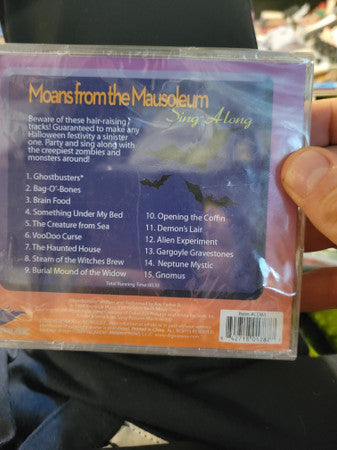 Moans from the Mausoleum
Sing Along
Beware of these hair-raising
tracks! Guaranteed to make any
Halloween festivity a sinister
one. Party and sing along with
the creepiest zombies and
monsters around!
1. Ghostbusters*
2. Bag-O'-Bones
3. Brain Food
4. Something Under My Bed
5. The Creature from Sea
6. VooDoo Curse
7. The Haunted House
8. Steam of the Witches Brew
9. Burial Mound of the Widow
15. Opening the Coffin
11. Demon's Lair
12. Alien Experiment
13. Gargoyle Gravestones
14. Neptune Mystic
15. Gnomus
Total Running Time